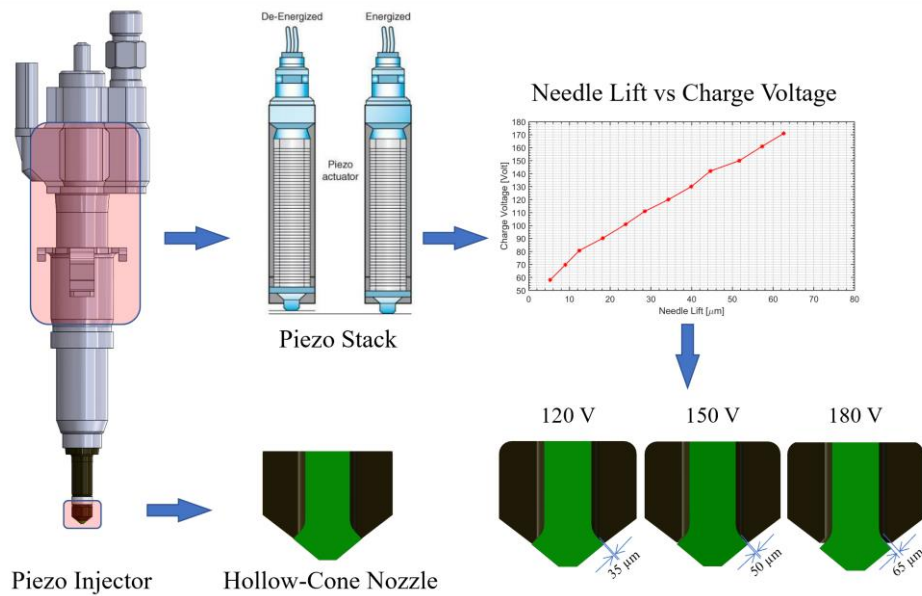 De-Energized
Energized
Piezo
actuator
Piezo Stack
Needle Lift vs Charge Voltage
Charge Voltage [Volt]
180
170
160
150
140
130
120
110
100
90
80
70
60
50
0
10
20
30
40
50
60
70
80
Needle Lift [μm]
120 V
150 V
180 V
35 μm
50 μm
65 μm
Piezo Injector
Hollow-Cone Nozzle